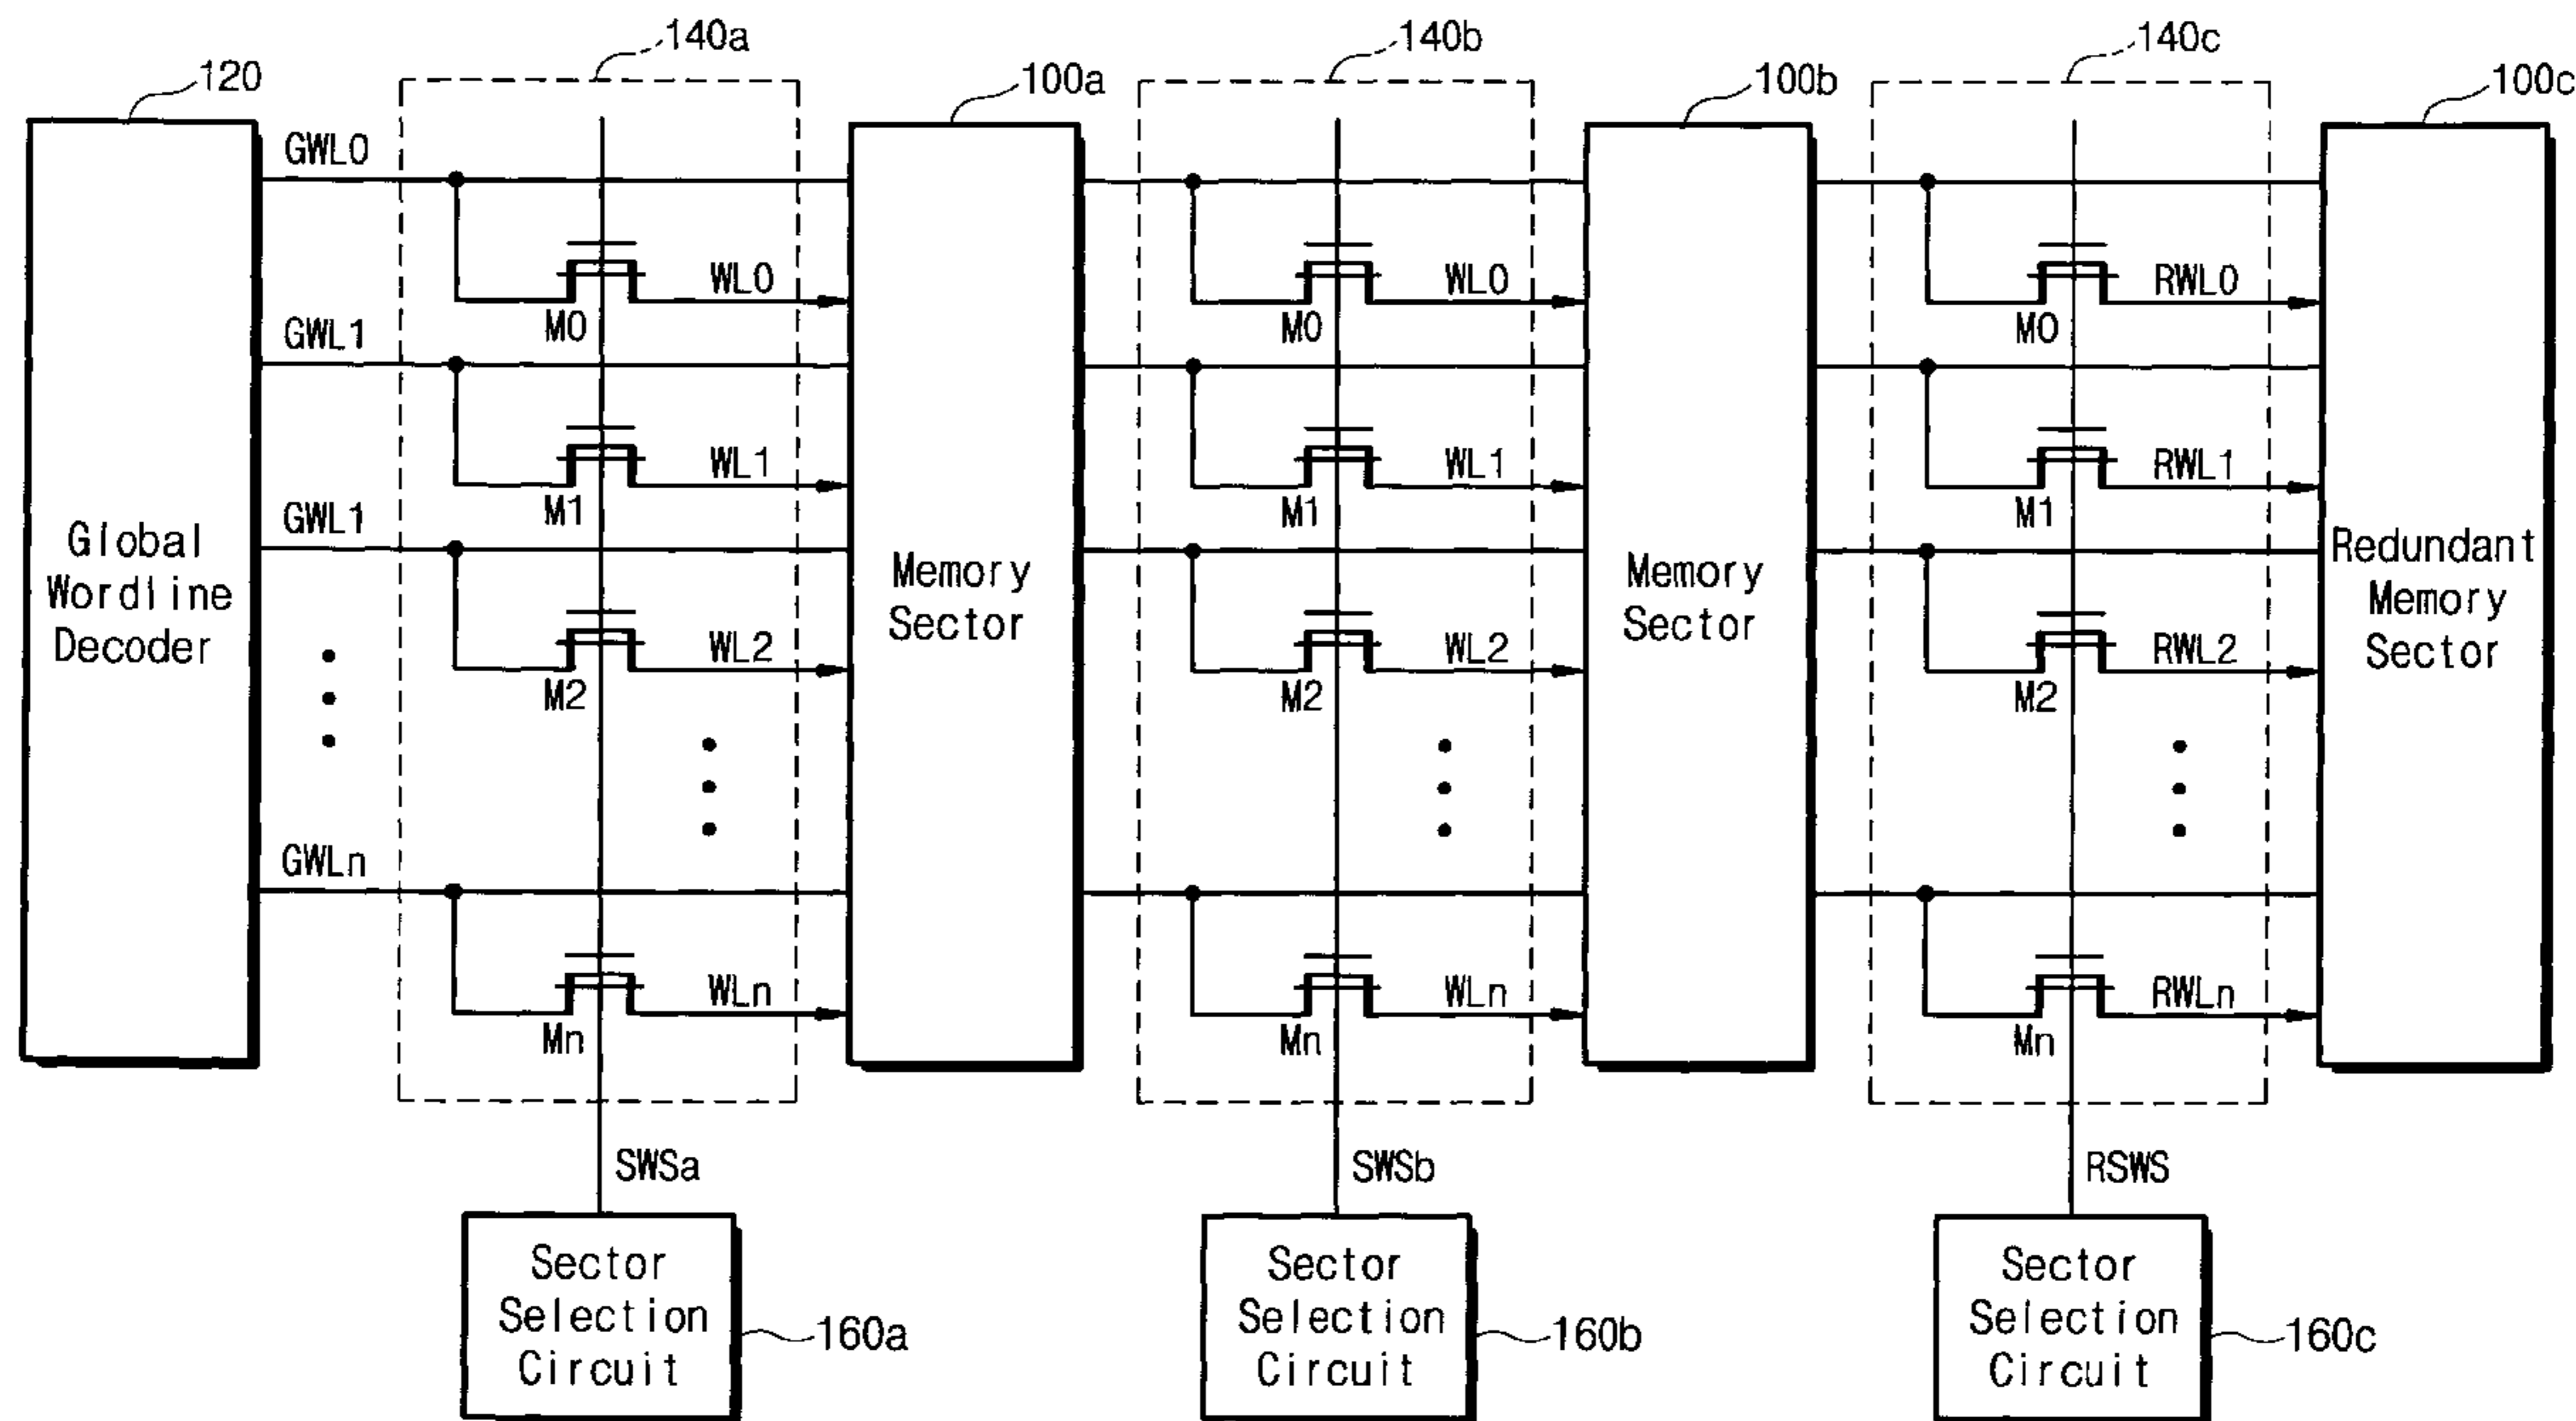 140a
140b
140c
120
100a
100b
100c
GWL0
WL0
WL0
RWL0
M0
M0
M0
GWL1
WL1
WL1
RWL1
M1
M1
M1
GWL1
Global
Wordline
Decoder
Memory
Sector
Memory
Sector
Redundant
Memory
Sector
WL2
WL2
RWL2
M2
M2
M2
GWLn
WLn
WLn
RWLn
Mn
Mn
Mn
SWSa
SWSb
RSWS
Sector
Selection
Circuit
160a
Sector
Selection
Circuit
160b
Sector
Selection
Circuit
160c